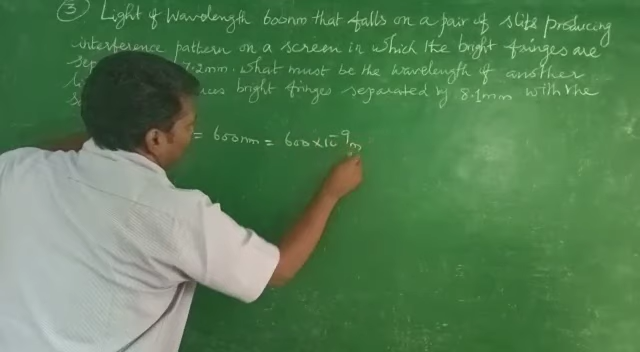 ③ Light of wavelength 600nm that falls on a pair of slits producing
interference pattern on a screen in which the bright fringes are
7.2mm. What must be the wavelength of another
bright fringes separated by 8.1mm with the
= 600nm = 600×10⁻⁹m